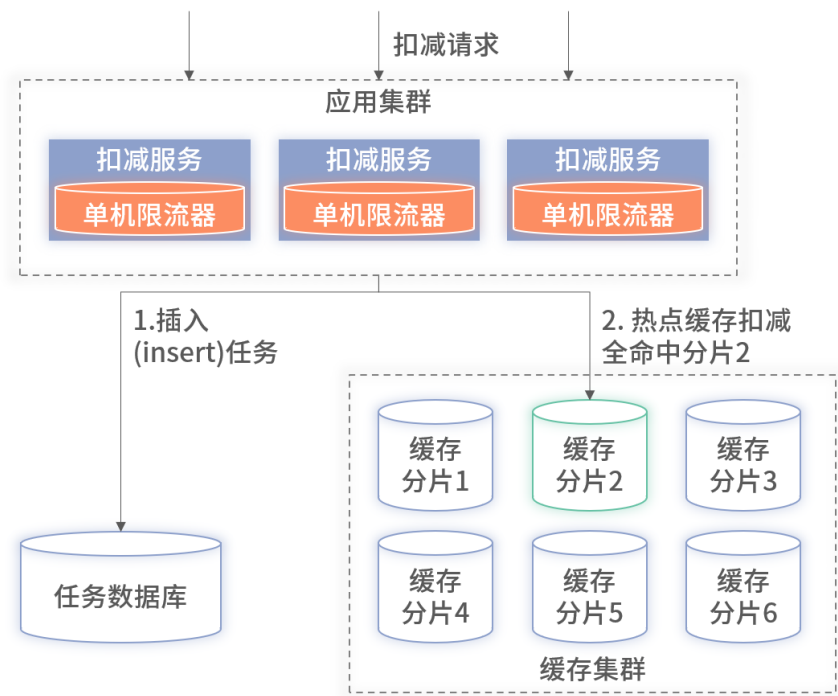 扣减请求
应用集群
扣减服务
扣减服务
扣减服务
单机限流器
单机限流器
单机限流器
1.插入
(insert)任务
2. 热点缓存扣减
全命中分片2
缓存
分片1
缓存
分片2
缓存
分片3
任务数据库
缓存
分片4
缓存
分片5
缓存
分片6
缓存集群